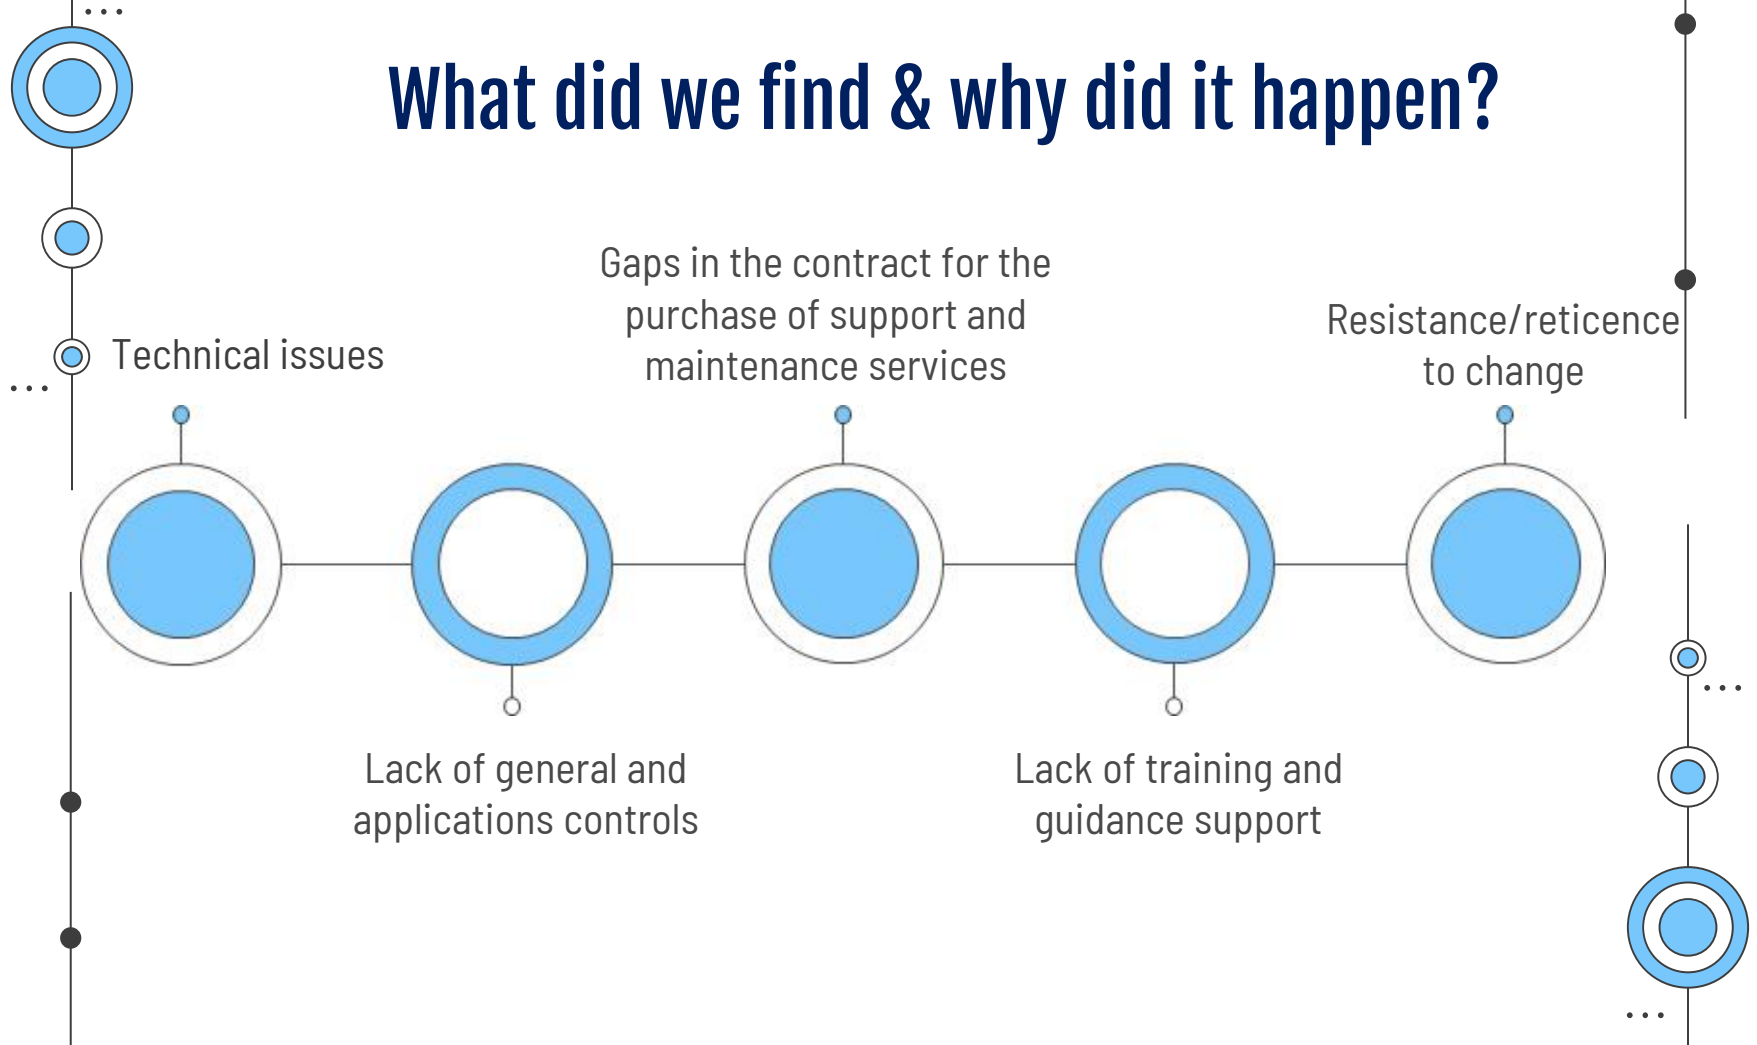 What did we find & why did it happen?
Technical issues
Gaps in the contract for the
purchase of support and
maintenance services
Resistance/reticence
to change
Lack of general and
applications controls
Lack of training and
guidance support